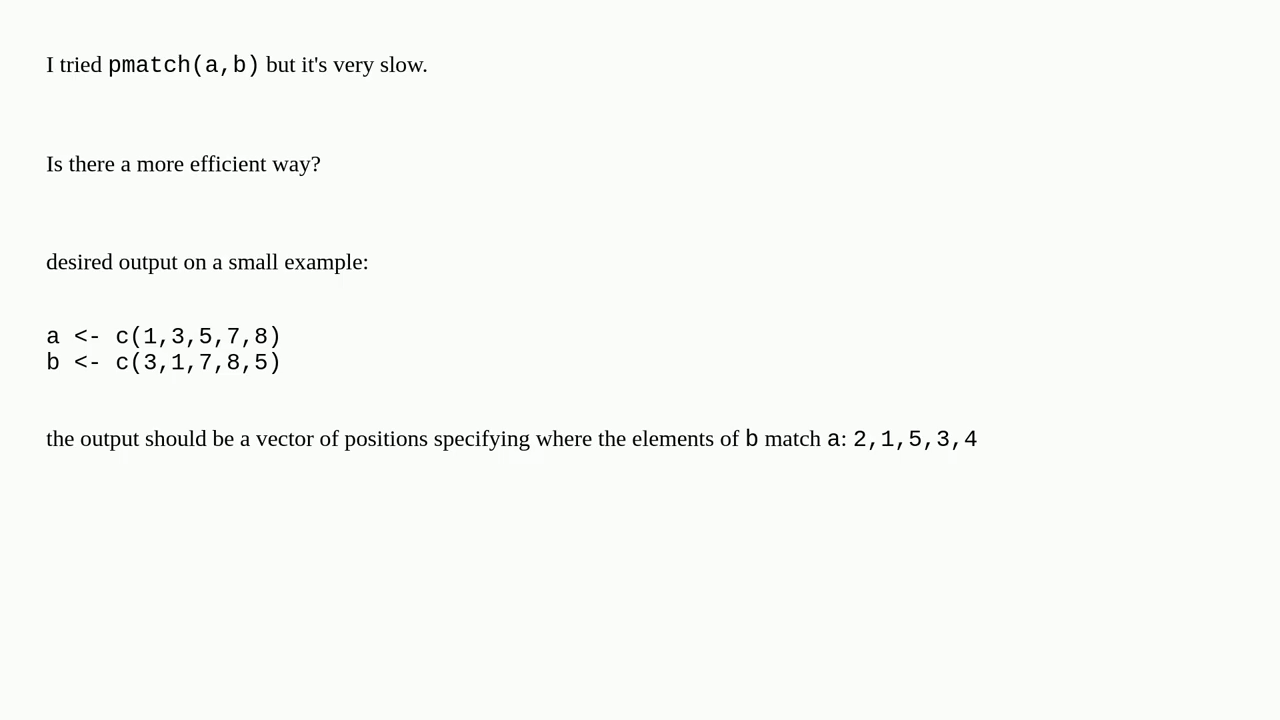 I tried pmatch(a,b) but it's very slow.
Is there a more efficient way?
desired output on a small example:
a <- c(1,3,5,7,8)
b <- c(3,1,7,8,5)
the output should be a vector of positions specifying where the elements of b match a: 2,1,5,3,4